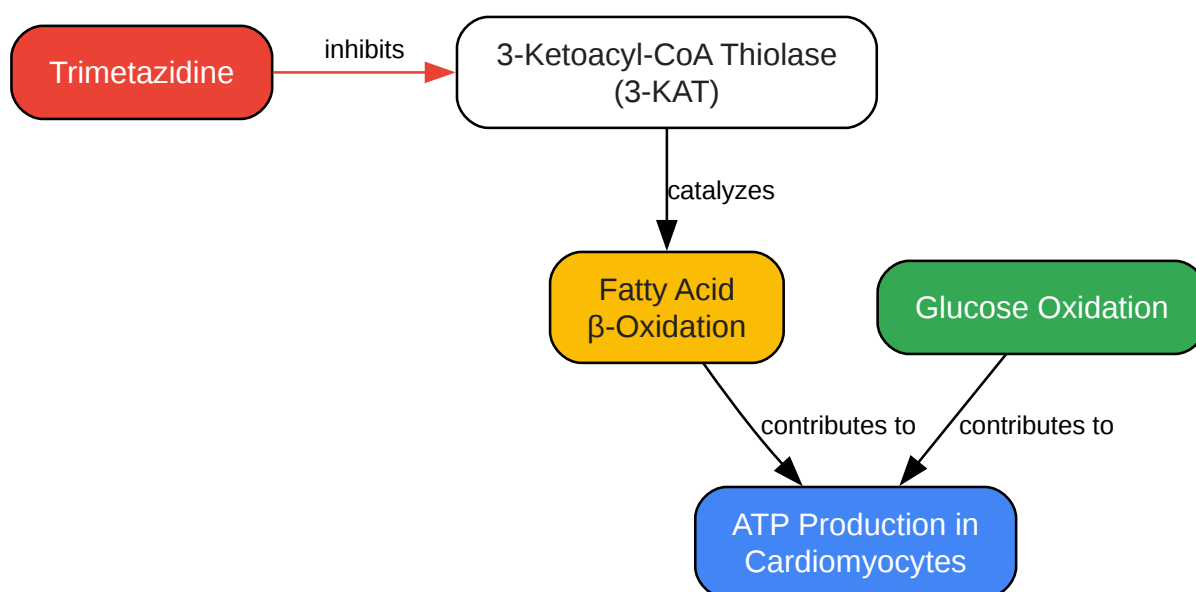 Trimetazidine
inhibits
3-Ketoacyl-CoA Thiolase
(3-KAT)
catalyzes
Fatty Acid
β-Oxidation
Glucose Oxidation
contributes to
contributes to
ATP Production in
Cardiomyocytes